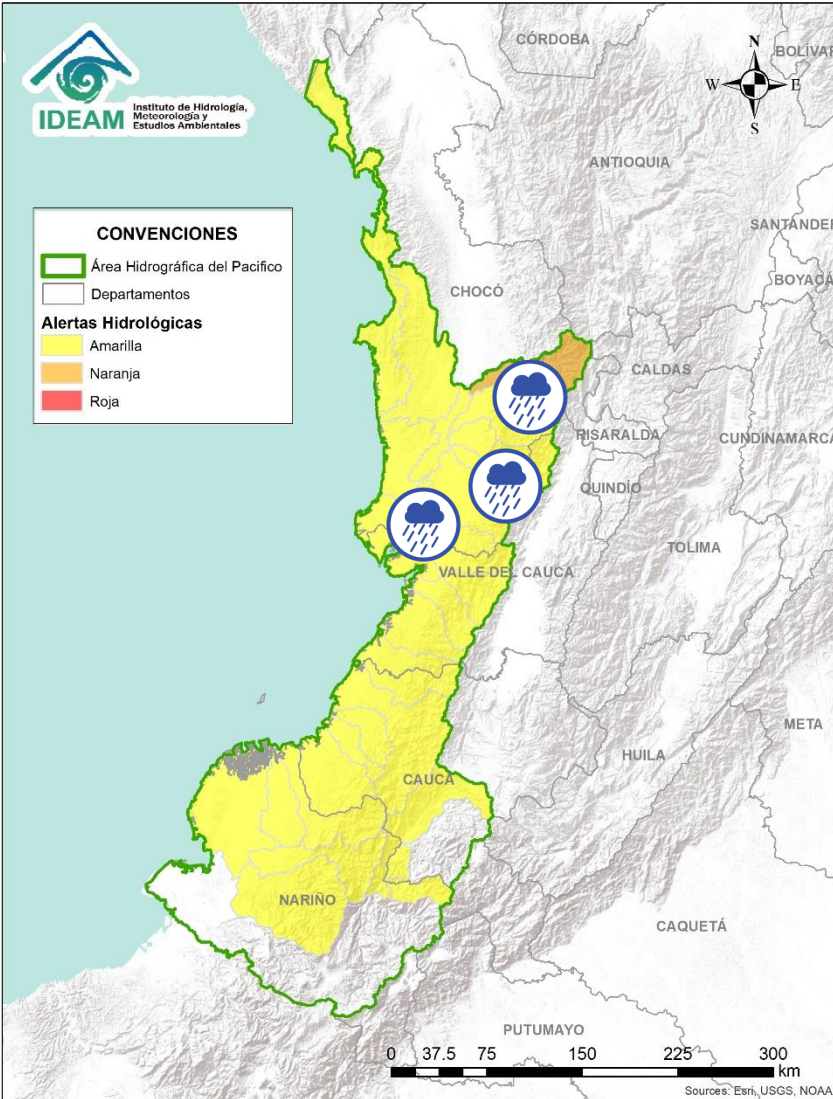 IDEAM
Instituto de Hidrología,
Meteorología y
Estudios Ambientales
CÓRDOBA
BOLÍVAR
N
W
E
S
ANTIOQUIA
SANTANDER
BOYACÁ
CONVENCIONES
Área Hidrográfica del Pacifico
Departamentos
Alertas Hidrológicas
Amarilla
Naranja
Roja
CHOCÓ
CALDAS
RISARALDA
CUNDINAMARCA
QUINDÍO
TOLIMA
VALLE DEL CAUCA
META
HUILA
CAUCA
NARIÑO
CAQUETÁ
PUTUMAYO
0 37.5 75 150 225 300
km
Sources: Esri, USGS, NOAA